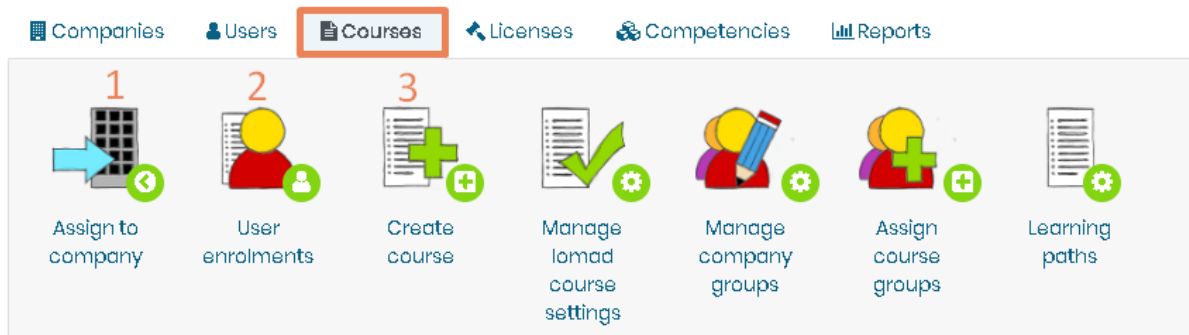 Companies Users Courses Licenses Competencies Reports
1 2 3
Assign to User Create Manage Manage Assign Learning
company enrolments course Iomad company course paths
course groups groups
settings